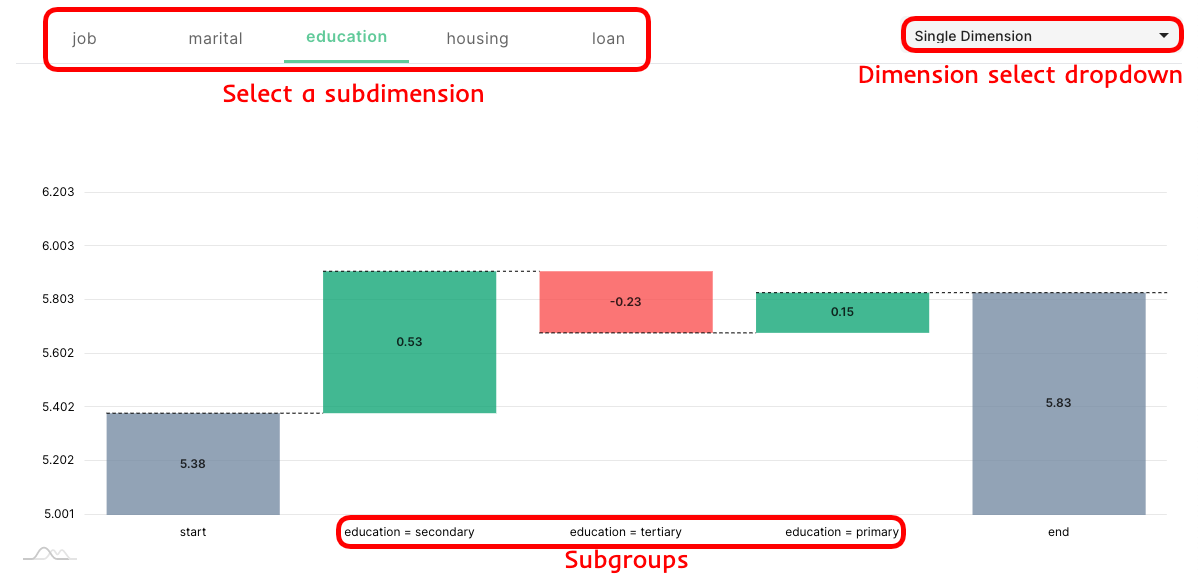 job marital education housing loan
Single Dimension
Select a subdimension
Dimension select dropdown
6.203
6.003
5.803
5.602
5.402
5.202
5.001
5.38
0.53
-0.23
0.15
5.83
start education = secondary education = tertiary education = primary end
Subgroups